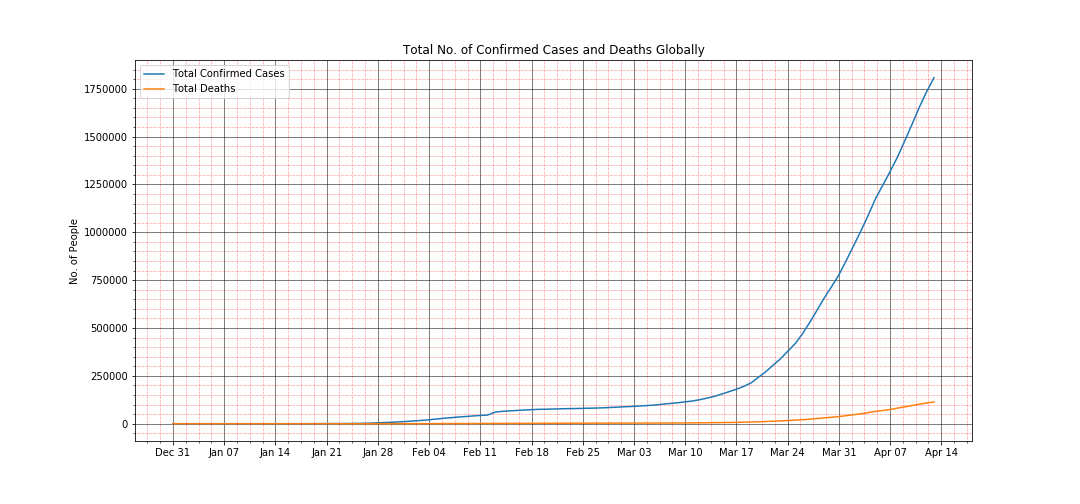 Total No. of Confirmed Cases and Deaths Globally
Total Confirmed Cases
Total Deaths
No. of People
1750000
1500000
1250000
1000000
750000
500000
250000
0
Dec 31 Jan 07 Jan 14 Jan 21 Jan 28 Feb 04 Feb 11 Feb 18 Feb 25 Mar 03 Mar 10 Mar 17 Mar 24 Mar 31 Apr 07 Apr 14